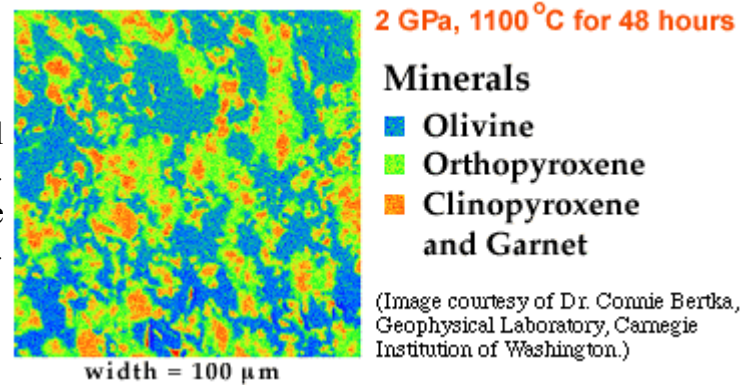 2 GPa, 1100 °C for 48 hours
Minerals
Olivine
Orthopyroxene
Clinopyroxene
and Garnet
(Image courtesy of Dr. Connie Bertka,
Geophysical Laboratory, Carnegie
Institution of Washington.)
width = 100 μm